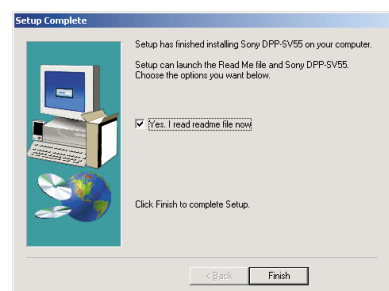 Setup Complete
Setup has finished installing Sony DPP-SV55 on your computer.
Setup can launch the Read Me file and Sony DPP-SV55.
Choose the options you want below.
Yes. I read readme file now
Click Finish to complete Setup.
< Back
Finish